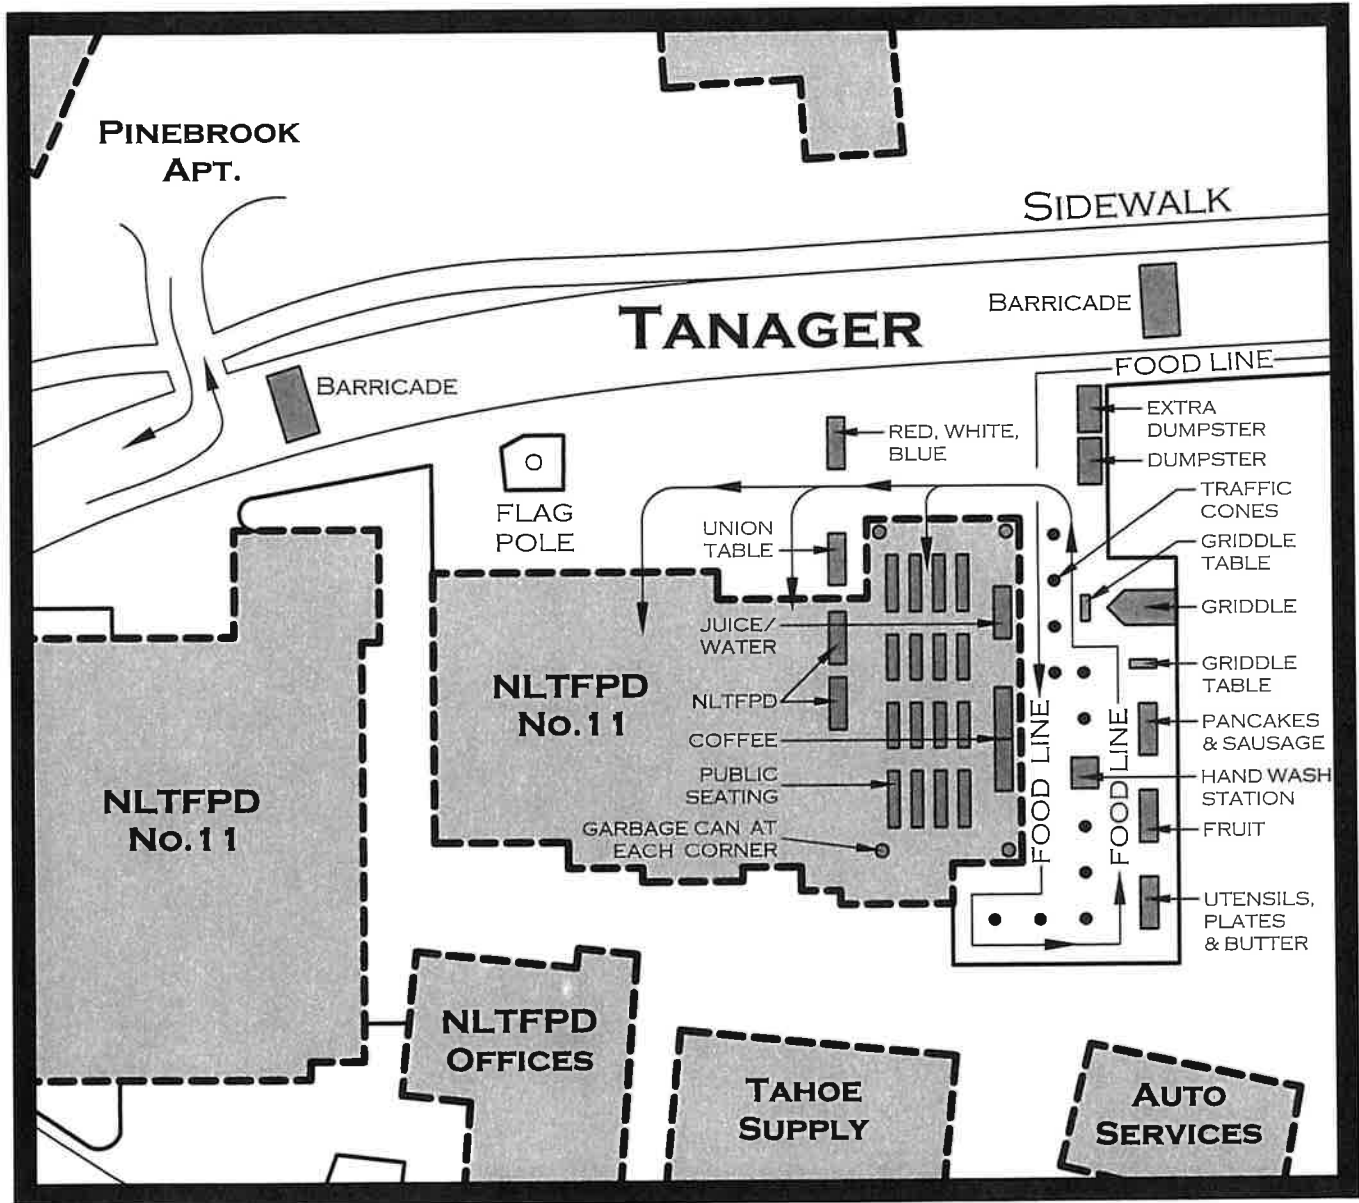 PINEBROOK
APT.
SIDEWALK
BARRICADE
TANAGER
FOOD LINE
BARRICADE
EXTRA
DUMPSTER
RED, WHITE,
BLUE
DUMPSTER
TRAFFIC
CONES
FLAG
POLE
UNION
TABLE
GRIDDLE
TABLE
GRIDDLE
JUICE/
WATER
GRIDDLE
TABLE
NLTFPD
NO.11
NLTFPD
FOOD LINE
FOOD LINE
PANCAKES
& SAUSAGE
COFFEE
PUBLIC
SEATING
HAND WASH
STATION
NLTFPD
NO.11
GARBAGE CAN AT
EACH CORNER
FRUIT
UTENSILS,
PLATES
& BUTTER
NLTFPD
OFFICES
TAHOE
SUPPLY
AUTO
SERVICES